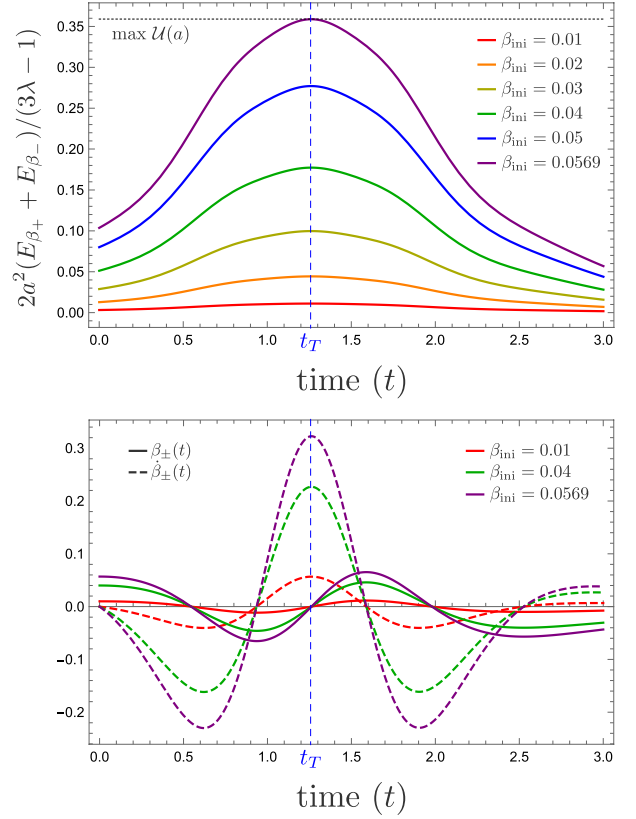 max 𝒰(a)
β_ini = 0.01
β_ini = 0.02
β_ini = 0.03
β_ini = 0.04
β_ini = 0.05
β_ini = 0.0569
2a²(E_β₊ + E_β₋)/(3λ − 1)
0.35
0.30
0.25
0.20
0.15
0.10
0.05
0.00
0.0 0.5 1.0 1.5 2.0 2.5 3.0
t_T
time (t)
β_±(t)
β̇_±(t)
β_ini = 0.01
β_ini = 0.04
β_ini = 0.0569
0.3
0.2
0.1
0.0
−0.1
−0.2
0.0 0.5 1.0 1.5 2.0 2.5 3.0
t_T
time (t)